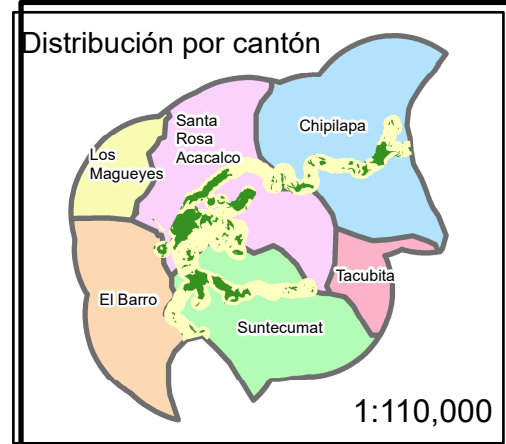 Distribución por cantón
Santa
Rosa
Acacalco
Chipilapa
Los
Magueyes
Tacubita
El Barro
Suntecumat
1:110,000